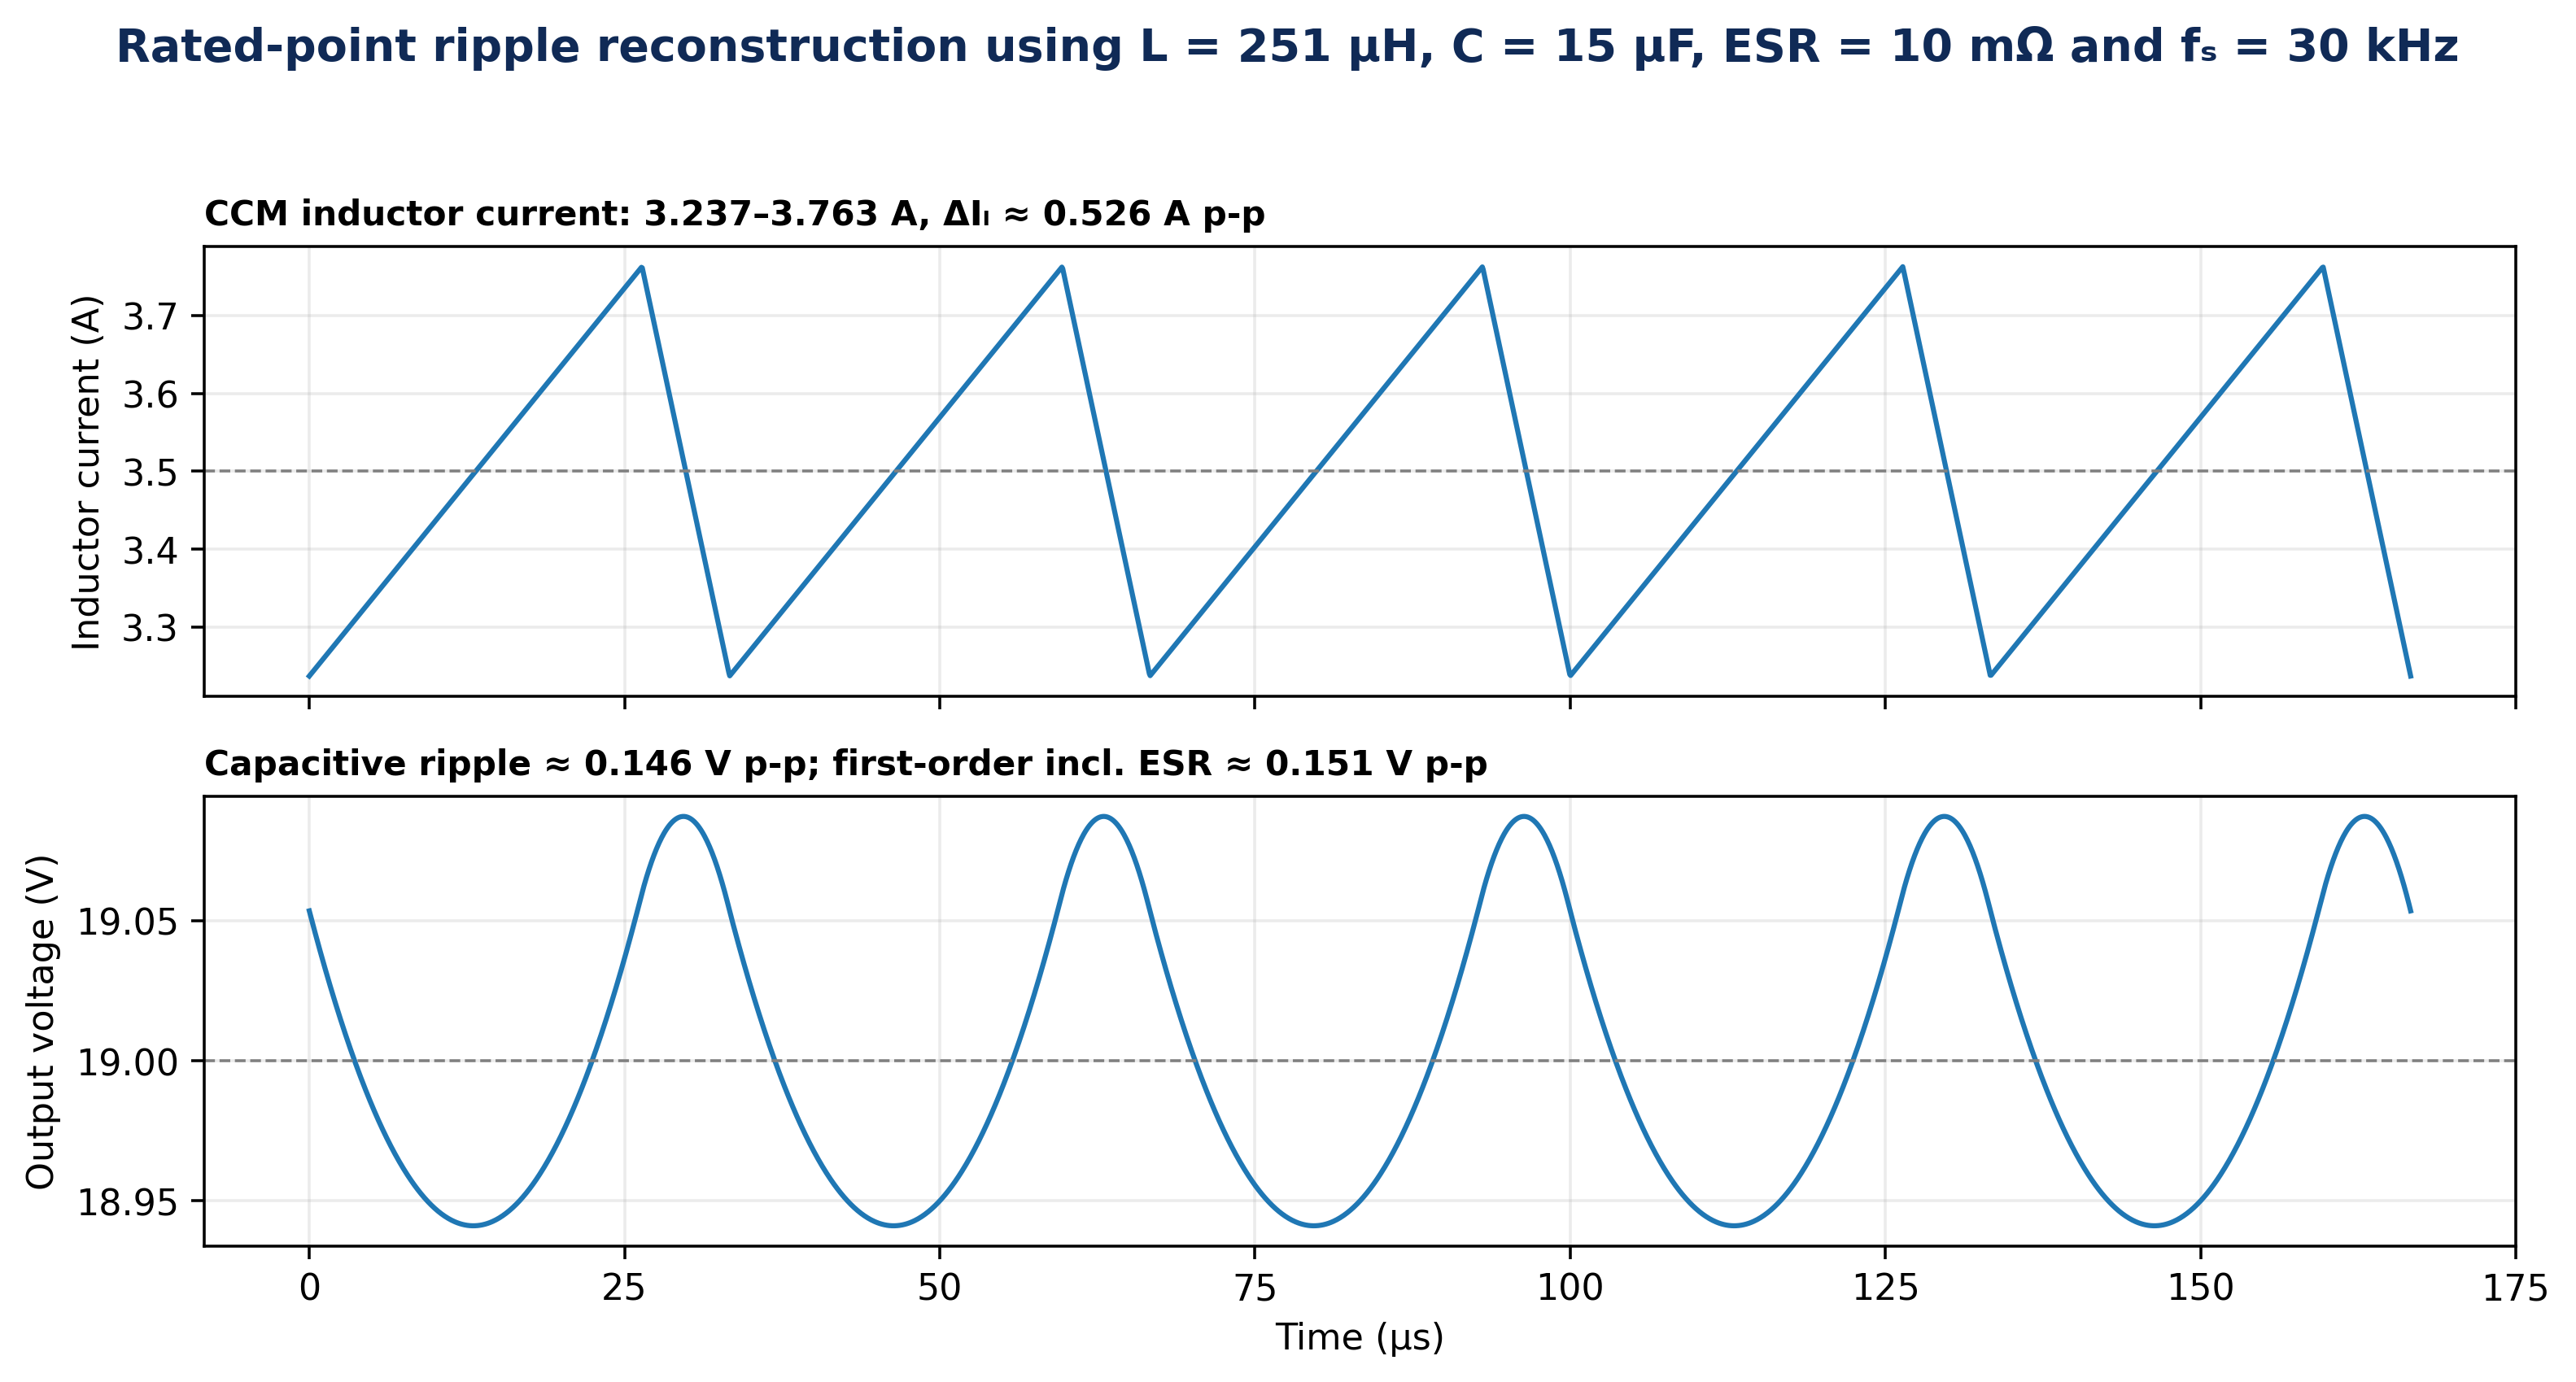 Rated-point ripple reconstruction using L = 251 µH, C = 15 µF, ESR = 10 mΩ and fₛ = 30 kHz
CCM inductor current: 3.237–3.763 A, ΔIₗ ≈ 0.526 A p-p
Inductor current (A)
3.7
3.6
3.5
3.4
3.3
Capacitive ripple ≈ 0.146 V p-p; first-order incl. ESR ≈ 0.151 V p-p
Output voltage (V)
19.05
19.00
18.95
0 25 50 75 100 125 150 175
Time (µs)